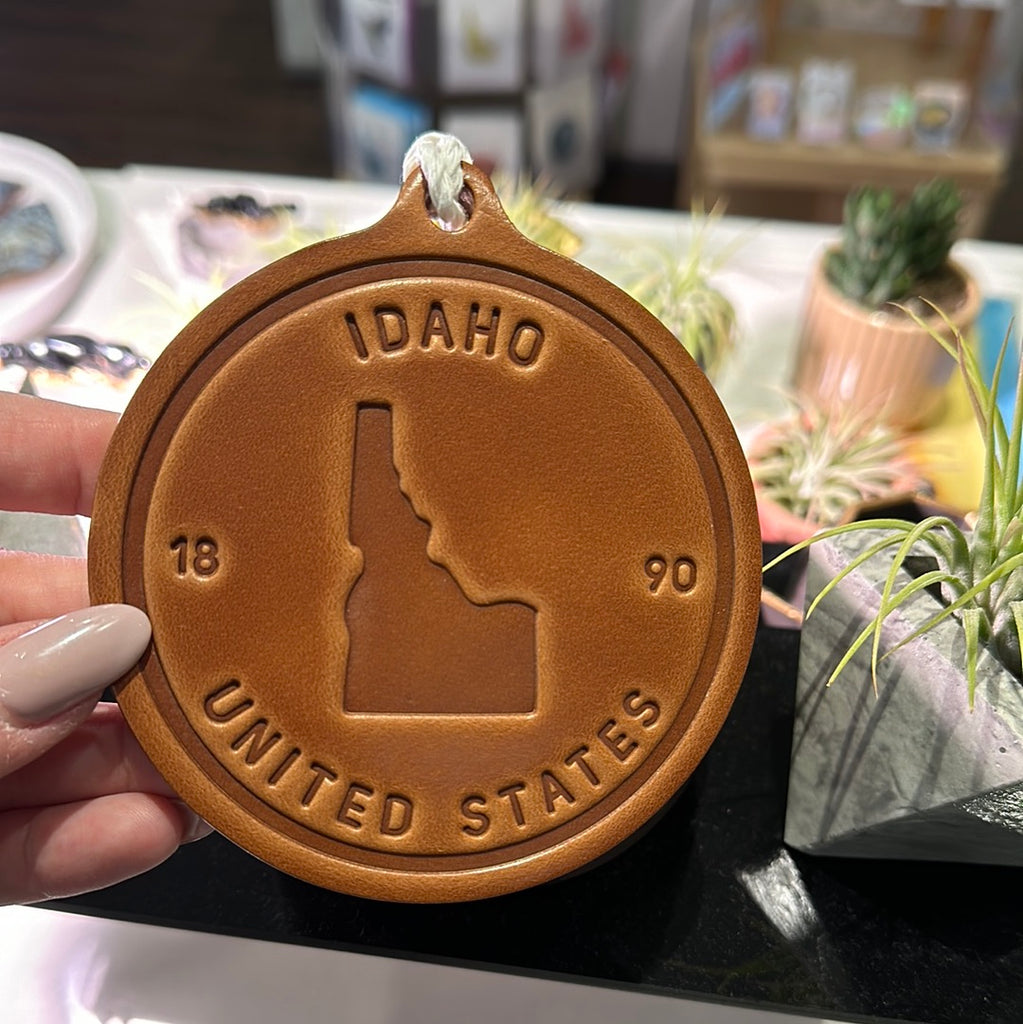 IDAHO
18 90
UNITED STATES